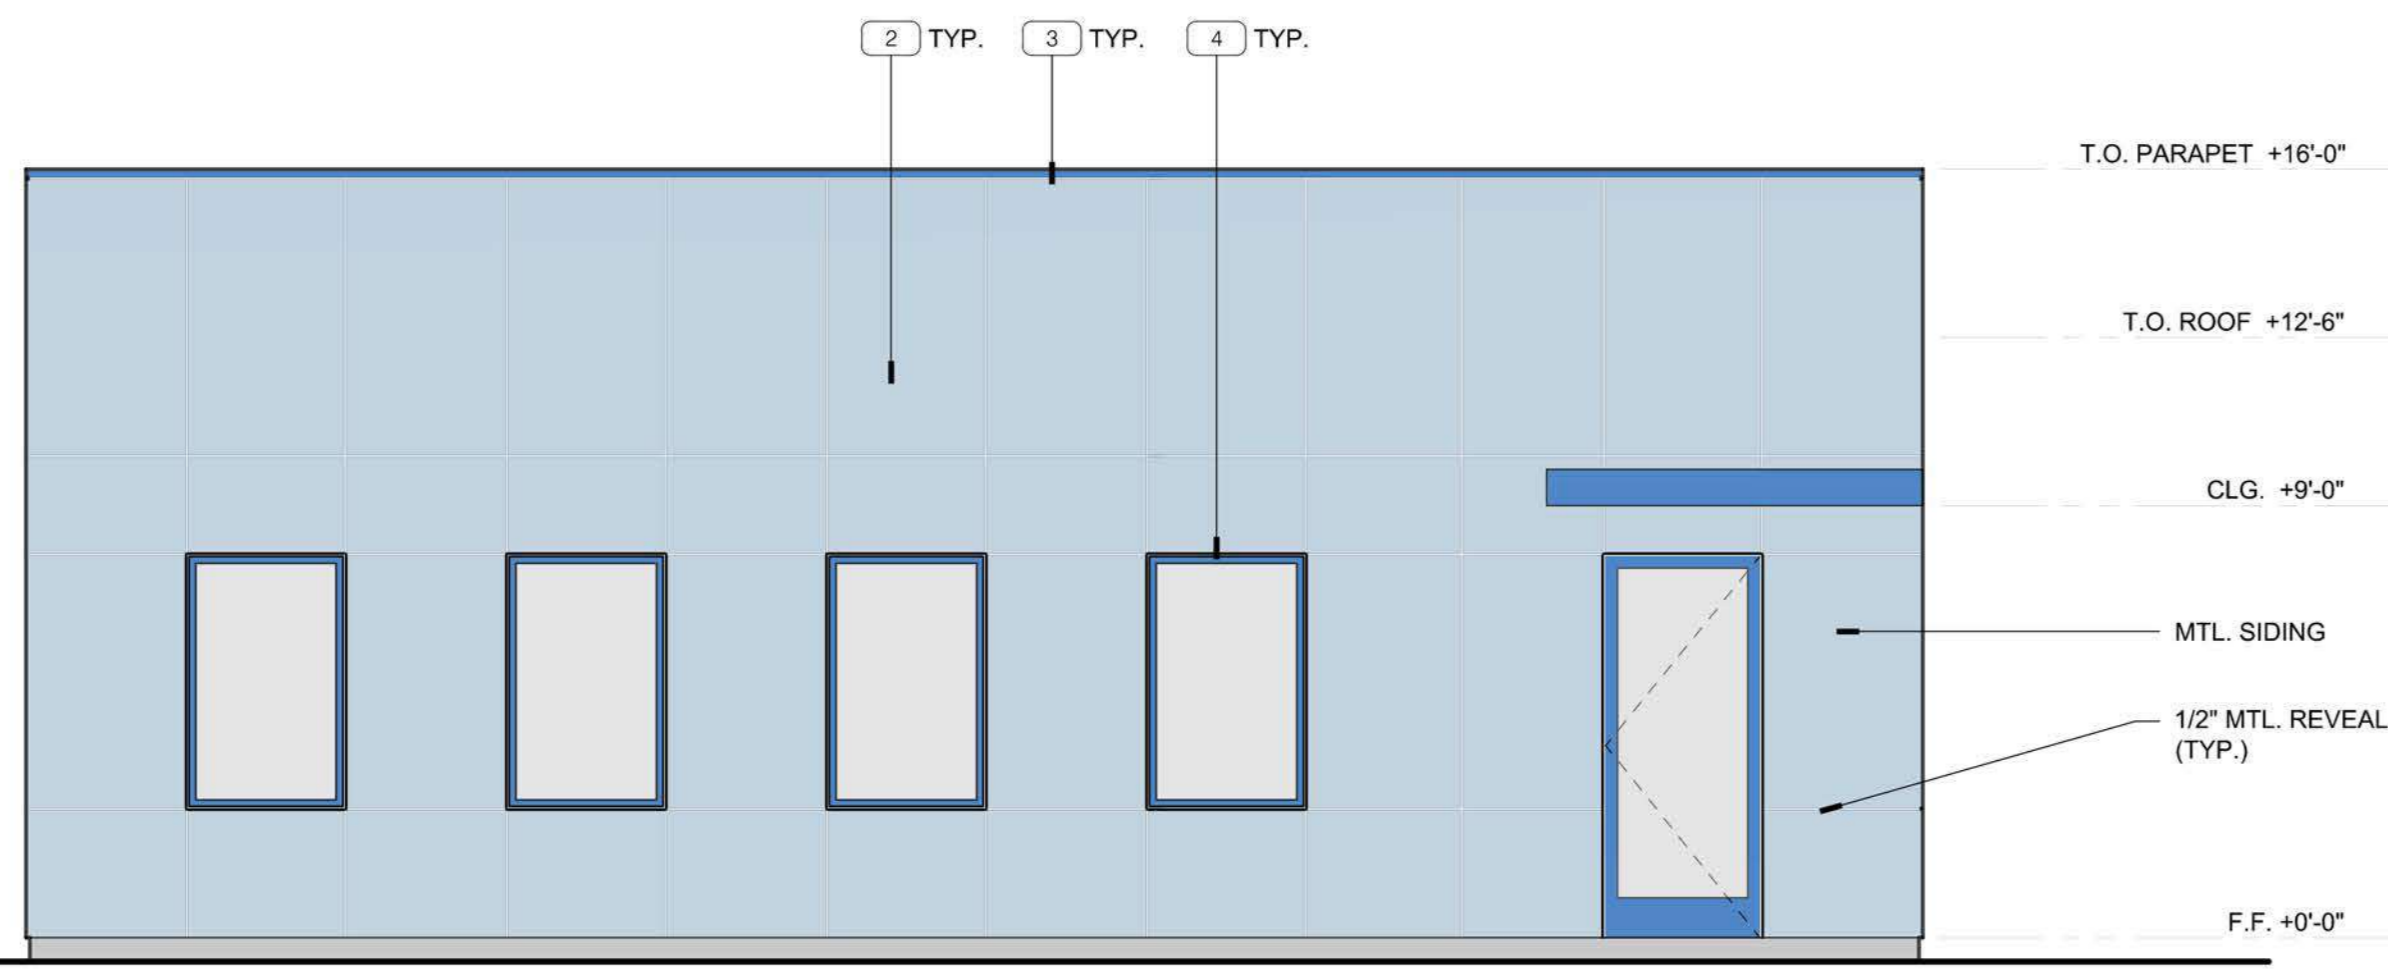 2 TYP. 3 TYP. 4 TYP.
T.O. PARAPET +16'-0"
T.O. ROOF +12'-6"
CLG. +9'-0"
MTL. SIDING
1/2" MTL. REVEAL
(TYP.)
F.F. +0'-0"